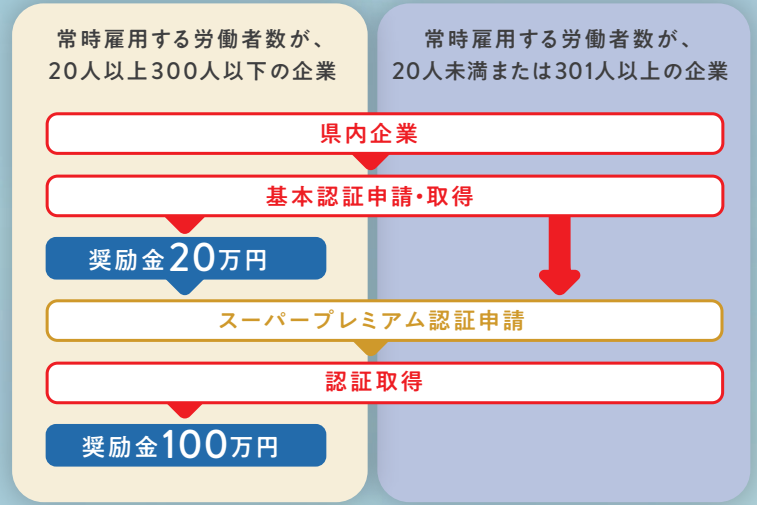 常時雇用する労働者数が、
20人以上300人以下の企業
常時雇用する労働者数が、
20人未満または301人以上の企業
県内企業
基本認証申請・取得
奨励金20万円
スーパープレミアム認証申請
認証取得
奨励金100万円